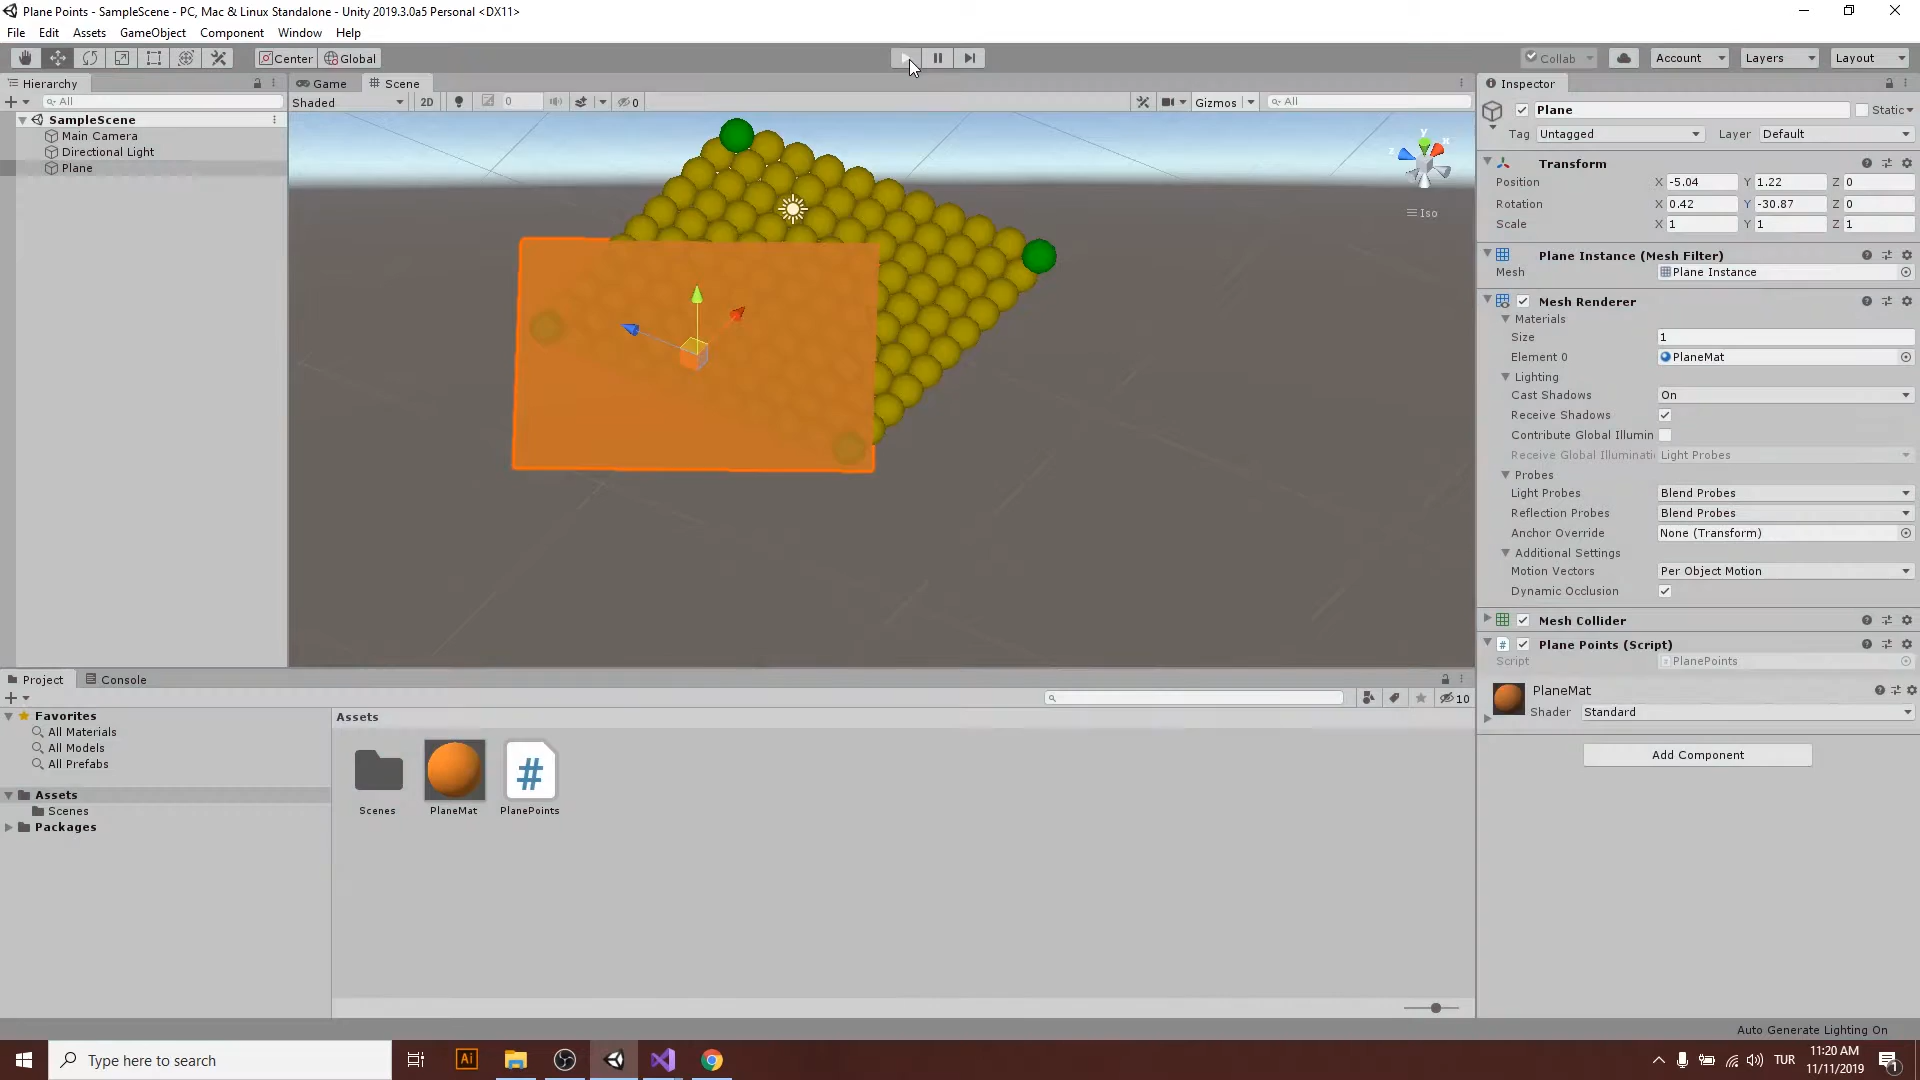 Plane Points - SampleScene - PC, Mac & Linux Standalone - Unity 2019.3.0a5 Personal <DX11>
File Edit Assets GameObject Component Window Help
Center Global Collab Account Layers Layout
Hierarchy Game Scene Inspector
All Shaded 2D 0 0 Gizmos All
SampleScene
Main Camera
Directional Light
Plane
y
x
z
Iso
Plane Static
Tag Untagged Layer Default
Transform
Position X -5.04 Y 1.22 Z 0
Rotation X 0.42 Y -30.87 Z 0
Scale X 1 Y 1 Z 1
Plane Instance (Mesh Filter)
Mesh Plane Instance
Mesh Renderer
Materials
Size 1
Element 0 PlaneMat
Lighting
Cast Shadows On
Receive Shadows
Contribute Global Illumin
Receive Global Illuminati Light Probes
Probes
Light Probes Blend Probes
Reflection Probes Blend Probes
Anchor Override None (Transform)
Additional Settings
Motion Vectors Per Object Motion
Dynamic Occlusion
Mesh Collider
Plane Points (Script)
Script PlanePoints
PlaneMat
Shader Standard
Add Component
Project Console
10
Favorites
All Materials
All Models
All Prefabs
Assets
Scenes
Packages
Assets
Scenes PlaneMat PlanePoints
#
Auto Generate Lighting On
Type here to search
Ai
TUR
11:20 AM
11/11/2019
1